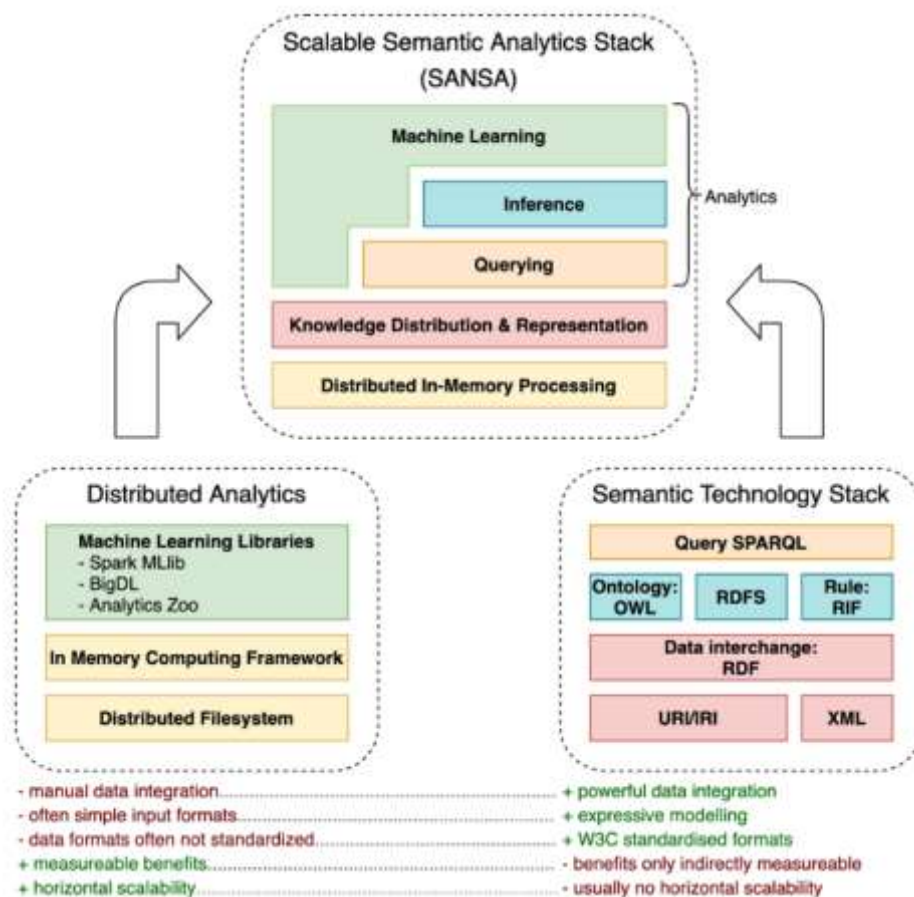 Scalable Semantic Analytics Stack
(SANSA)
Machine Learning
Inference
Analytics
Querying
Knowledge Distribution & Representation
Distributed In-Memory Processing
Distributed Analytics
Machine Learning Libraries
- Spark MLlib
- BigDL
- Analytics Zoo
In Memory Computing Framework
Distributed Filesystem
Semantic Technology Stack
Query SPARQL
Ontology:
OWL
RDFS
Rule:
RIF
Data interchange:
RDF
URI/IRI
XML
- manual data integration
+ powerful data integration
- often simple input formats
+ expressive modelling
- data formats often not standardized
+ W3C standardised formats
+ measureable benefits
- benefits only indirectly measureable
+ horizontal scalability
- usually no horizontal scalability